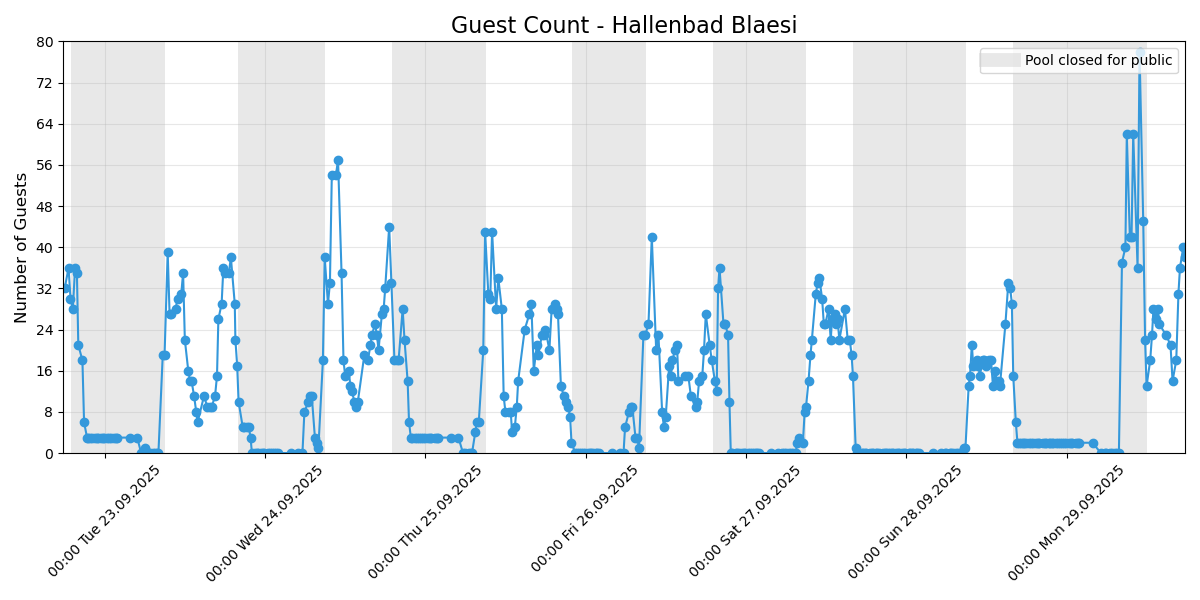 Guest Count - Hallenbad Blaesi
Pool closed for public
Number of Guests
80
72
64
56
48
40
32
24
16
8
0
00:00 Tue 23.09.2025
00:00 Wed 24.09.2025
00:00 Thu 25.09.2025
00:00 Fri 26.09.2025
00:00 Sat 27.09.2025
00:00 Sun 28.09.2025
00:00 Mon 29.09.2025